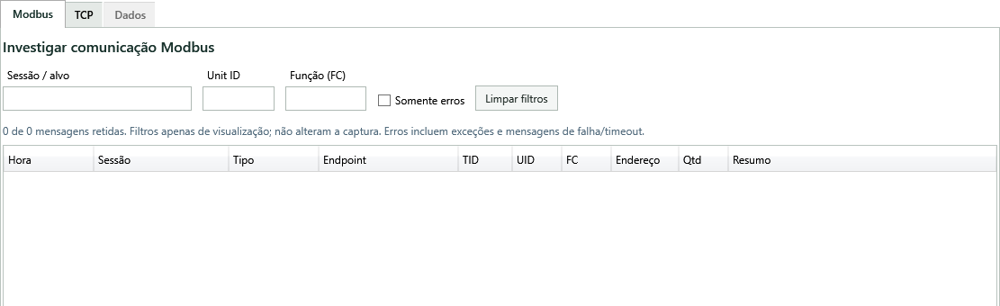 Modbus TCP Dados
Investigar comunicação Modbus
Sessão / alvo Unit ID Função (FC)
Somente erros Limpar filtros
0 de 0 mensagens retidas. Filtros apenas de visualização; não alteram a captura. Erros incluem exceções e mensagens de falha/timeout.
Hora Sessão Tipo Endpoint TID UID FC Endereço Qtd Resumo